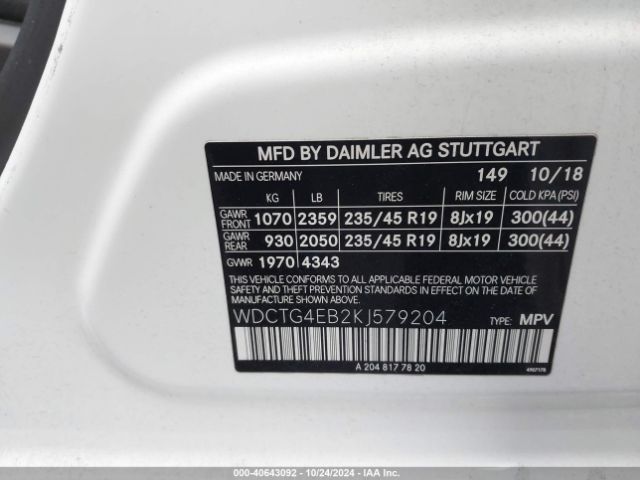 MFD BY DAIMLER AG STUTTGART
MADE IN GERMANY 149 10/18
KG LB TIRES RIM SIZE COLD KPA (PSI)
GAWR FRONT 1070 2359 235/45 R19 8Jx19 300(44)
GAWR REAR 930 2050 235/45 R19 8Jx19 300(44)
GVWR 1970 4343
THIS VEHICLE CONFORMS TO ALL APPLICABLE FEDERAL MOTOR VEHICLE
SAFETY, BUMPER, AND THEFT PREVENTION STANDARDS IN EFFECT ON
THE DATE OF MANUFACTURE SHOWN ABOVE.
WDCTG4EB2KJ579204 TYPE: MPV
A 204 817 78 20
000-40643092 - 10/24/2024 - IAA Inc.